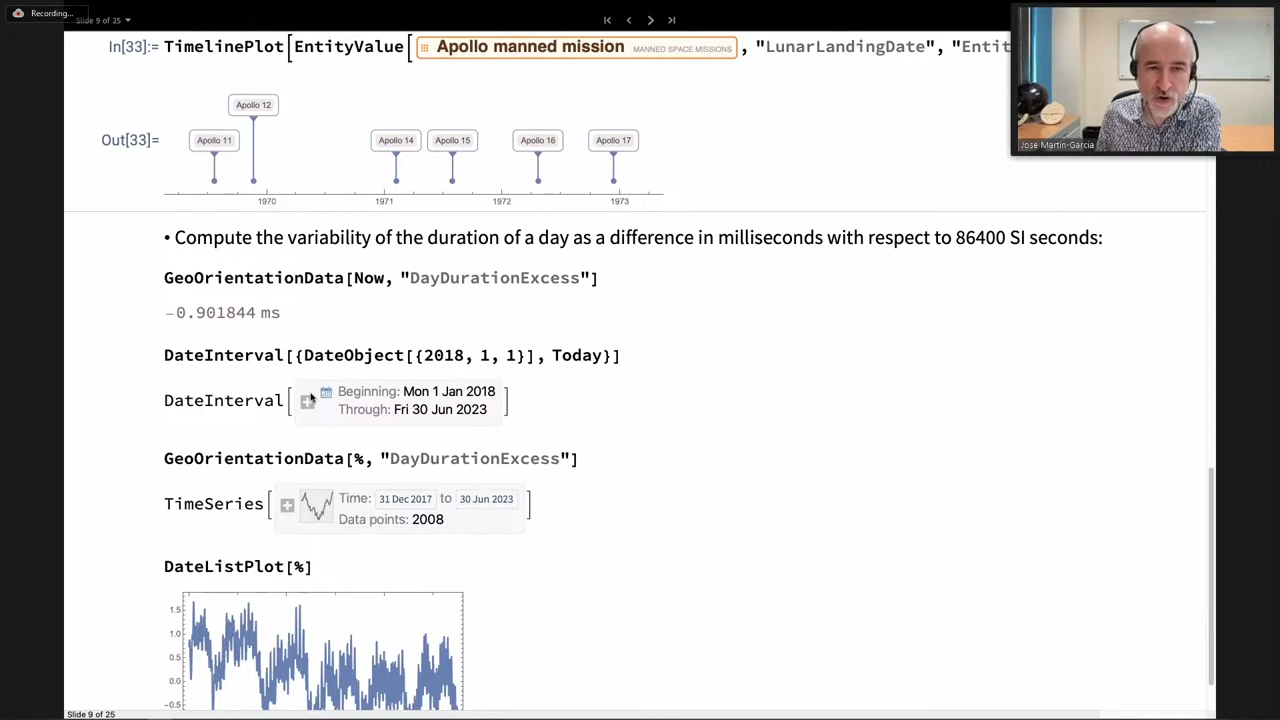 Recording...
Slide 9 of 25
In[33]:= TimelinePlot[EntityValue[ Apollo manned mission MANNED SPACE MISSIONS , "LunarLandingDate", "Entit
Apollo 12
Out[33]= Apollo 11 Apollo 14 Apollo 15 Apollo 16 Apollo 17
1970 1971 1972 1973
Jose Martin-Garcia
• Compute the variability of the duration of a day as a difference in milliseconds with respect to 86400 SI seconds:
GeoOrientationData[Now, "DayDurationExcess"]
-0.901844 ms
DateInterval[{DateObject[{2018, 1, 1}], Today}]
DateInterval[ Beginning: Mon 1 Jan 2018
Through: Fri 30 Jun 2023 ]
GeoOrientationData[%, "DayDurationExcess"]
TimeSeries[ Time: 31 Dec 2017 to 30 Jun 2023
Data points: 2008 ]
DateListPlot[%]
1.5
1.0
0.5
0.0
-0.5
Slide 9 of 25